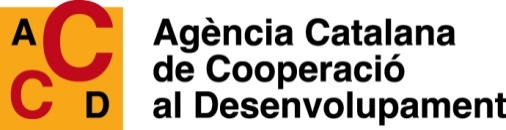 A C
C D
Agència Catalana
de Cooperació
al Desenvolupament